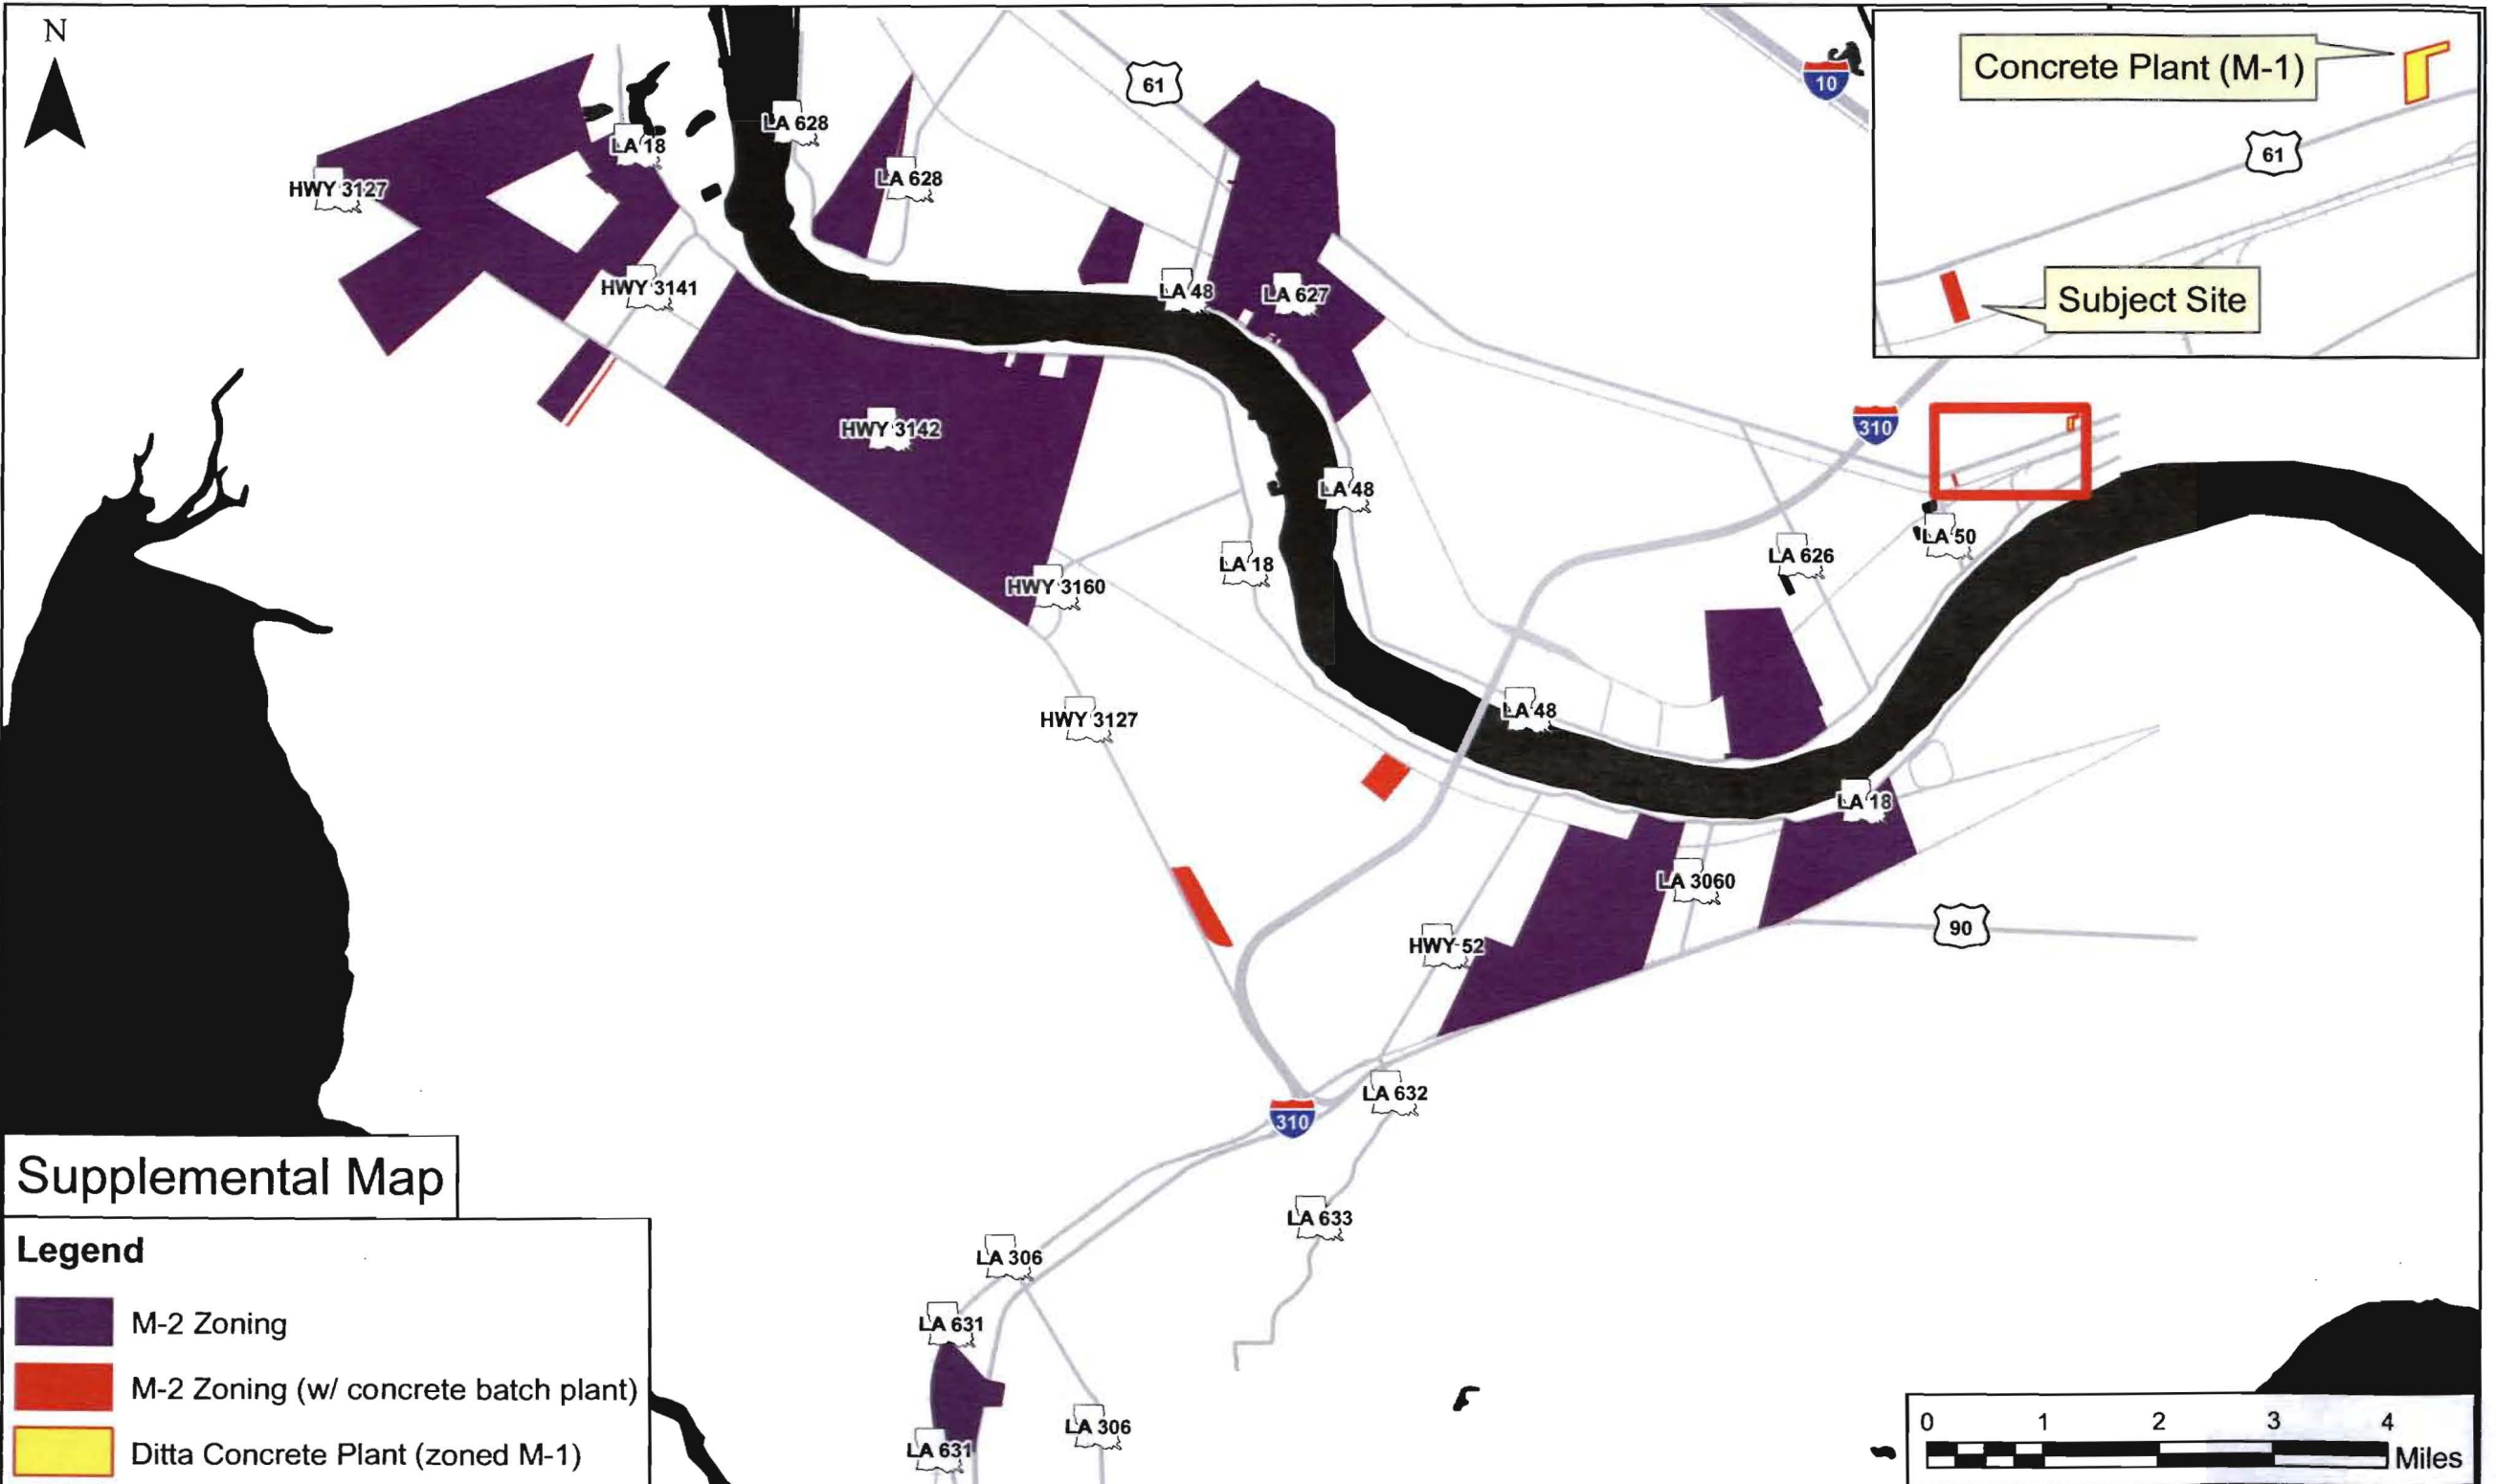 N
61
10
Concrete Plant (M-1)
61
Subject Site
LA 628
LA 18
LA 628
HWY 3127
HWY 3141
LA 48
LA 627
HWY 3142
310
LA 48
LA 50
LA 626
LA 18
HWY 3160
HWY 3127
LA 48
LA 18
LA 3060
90
HWY 52
LA 632
310
LA 633
LA 306
LA 631
LA 306
LA 631
Supplemental Map
Legend
M-2 Zoning
M-2 Zoning (w/ concrete batch plant)
Ditta Concrete Plant (zoned M-1)
0 1 2 3 4
Miles